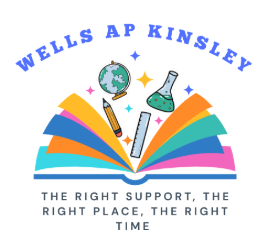 WELLS AP KINSLEY
THE RIGHT SUPPORT, THE
RIGHT PLACE, THE RIGHT
TIME